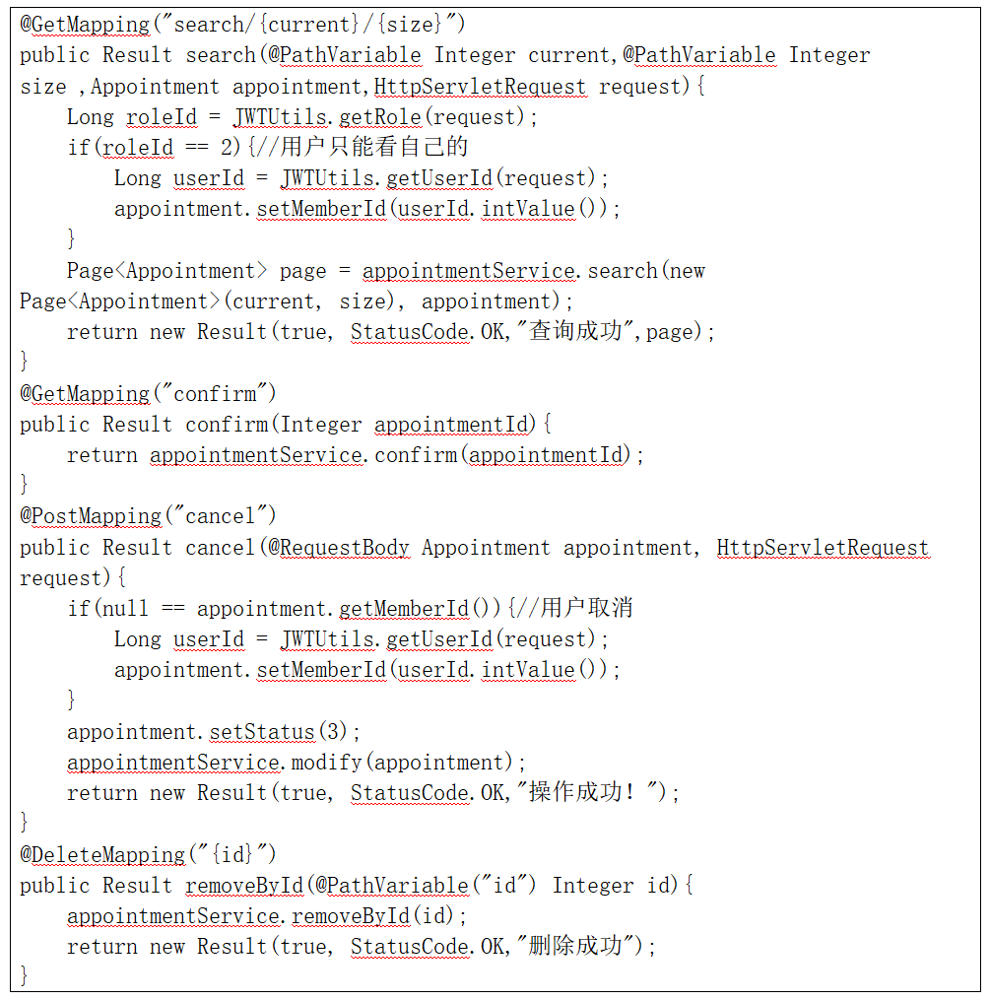 @GetMapping("search/{current}/{size}")
public Result search(@PathVariable Integer current,@PathVariable Integer
size ,Appointment appointment,HttpServletRequest request){
    Long roleId = JWTUtils.getRole(request);
    if(roleId == 2){//用户只能看自己的
        Long userId = JWTUtils.getUserId(request);
        appointment.setMemberId(userId.intValue());
    }
    Page<Appointment> page = appointmentService.search(new
Page<Appointment>(current, size), appointment);
    return new Result(true, StatusCode.OK,"查询成功",page);
}
@GetMapping("confirm")
public Result confirm(Integer appointmentId){
    return appointmentService.confirm(appointmentId);
}
@PostMapping("cancel")
public Result cancel(@RequestBody Appointment appointment, HttpServletRequest
request){
    if(null == appointment.getMemberId()){//用户取消
        Long userId = JWTUtils.getUserId(request);
        appointment.setMemberId(userId.intValue());
    }
    appointment.setStatus(3);
    appointmentService.modify(appointment);
    return new Result(true, StatusCode.OK,"操作成功！");
}
@DeleteMapping("{id}")
public Result removeById(@PathVariable("id") Integer id){
    appointmentService.removeById(id);
    return new Result(true, StatusCode.OK,"删除成功");
}